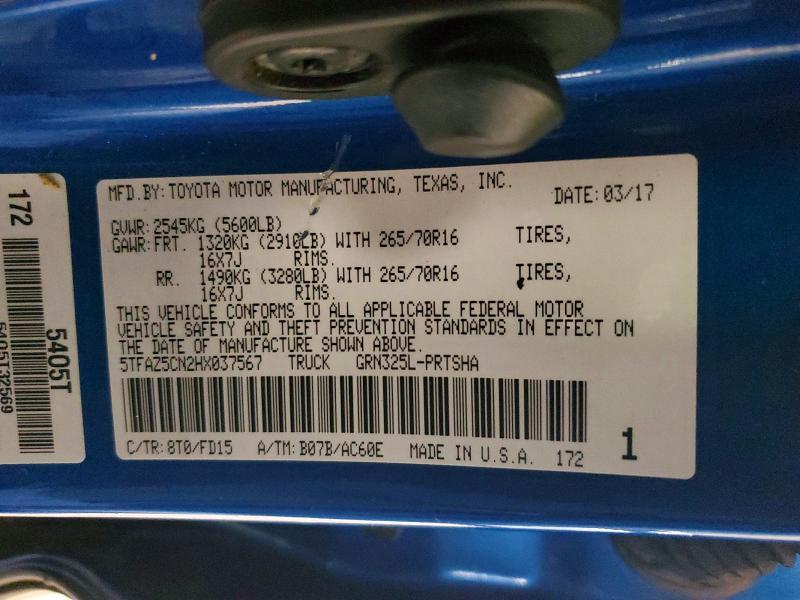 MFD.BY: TOYOTA MOTOR MANUFACTURING, TEXAS, INC. DATE: 03/17
GVWR: 2545KG (5600LB)
GAWR: FRT. 1320KG (2910LB) WITH 265/70R16 TIRES,
16X7J RIMS.
RR. 1490KG (3280LB) WITH 265/70R16 TIRES,
16X7J RIMS.
THIS VEHICLE CONFORMS TO ALL APPLICABLE FEDERAL MOTOR
VEHICLE SAFETY AND THEFT PREVENTION STANDARDS IN EFFECT ON
THE DATE OF MANUFACTURE SHOWN ABOVE.
5TFAZ5CN2HX037567 TRUCK GRN325L-PRTSHA
C/TR: 8T0/FD15 A/TM: B07B/AC60E MADE IN U.S.A. 172 1
172
5405T
5405T32569